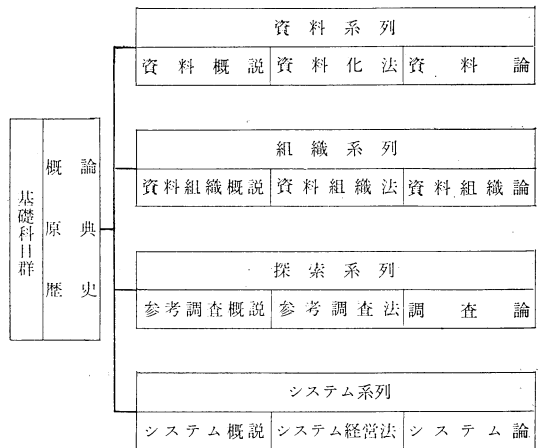 基礎科目群
概論
原典
歴史
資料系列
資料概説 資料化法 資料論
組織系列
資料組織概説 資料組織法 資料組織論
探索系列
参考調査概説 参考調査法 調査論
システム系列
システム概説 システム経営法 システム論